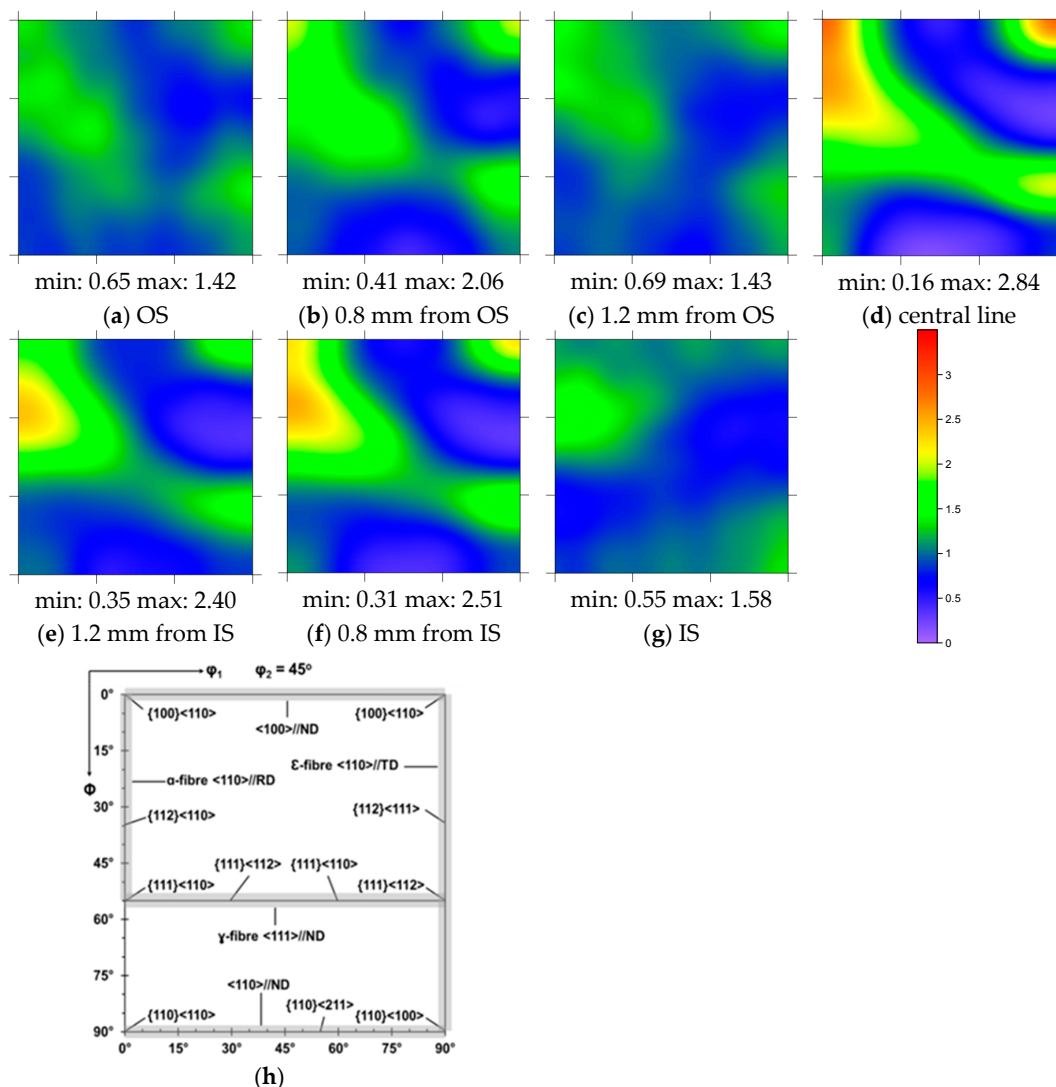 min: 0.65 max: 1.42
min: 0.41 max: 2.06
min: 0.69 max: 1.43
min: 0.16 max: 2.84
(a) OS
(b) 0.8 mm from OS
(c) 1.2 mm from OS
(d) central line
min: 0.35 max: 2.40
min: 0.31 max: 2.51
min: 0.55 max: 1.58
(e) 1.2 mm from IS
(f) 0.8 mm from IS
(g) IS
3
2.5
2
1.5
1
0.5
0
φ₁ φ₂ = 45°
Φ
0°
15°
30°
45°
60°
75°
90°
{100}<110>
{100}<110>
<100>//ND
α-fibre <110>//RD
Ɛ-fibre <110>//TD
{112}<110>
{112}<111>
{111}<112>
{111}<110>
{111}<110>
{111}<112>
ɣ-fibre <111>//ND
<110>//ND
{110}<110>
{110}<211>
{110}<100>
0° 15° 30° 45° 60° 75° 90°
(h)